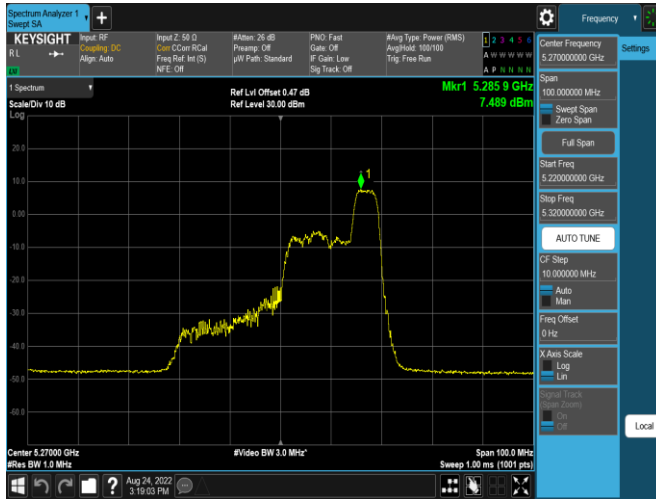 Spectrum Analyzer 1
Swept SA
+
Frequency
KEYSIGHT
R L
LU
Input: RF
Coupling: DC
Align: Auto
Input Z: 50 Ω
Corr CCorr RCal
Freq Ref: Int (S)
NFE: Off
#Atten: 26 dB
Preamp: Off
µW Path: Standard
PNO: Fast
Gate: Off
IF Gain: Low
Sig Track: Off
#Avg Type: Power (RMS)
Avg|Hold: 100/100
Trig: Free Run
1 2 3 4 5 6
A W W W W W
A P N N N N
1 Spectrum
Scale/Div 10 dB
Log
Ref Lvl Offset 0.47 dB
Ref Level 30.00 dBm
Mkr1 5.285 9 GHz
7.489 dBm
1
20.0
10.0
0.00
-10.0
-20.0
-30.0
-40.0
-50.0
-60.0
Center 5.27000 GHz
#Res BW 1.0 MHz
#Video BW 3.0 MHz*
Span 100.0 MHz
Sweep 1.00 ms (1001 pts)
Aug 24, 2022
3:19:03 PM
Center Frequency
5.270000000 GHz
Span
100.000000 MHz
Swept Span
Zero Span
Full Span
Start Freq
5.220000000 GHz
Stop Freq
5.320000000 GHz
AUTO TUNE
CF Step
10.000000 MHz
Auto
Man
Freq Offset
0 Hz
X Axis Scale
Log
Lin
Signal Track
(Span Zoom)
On
Off
Settings
Local